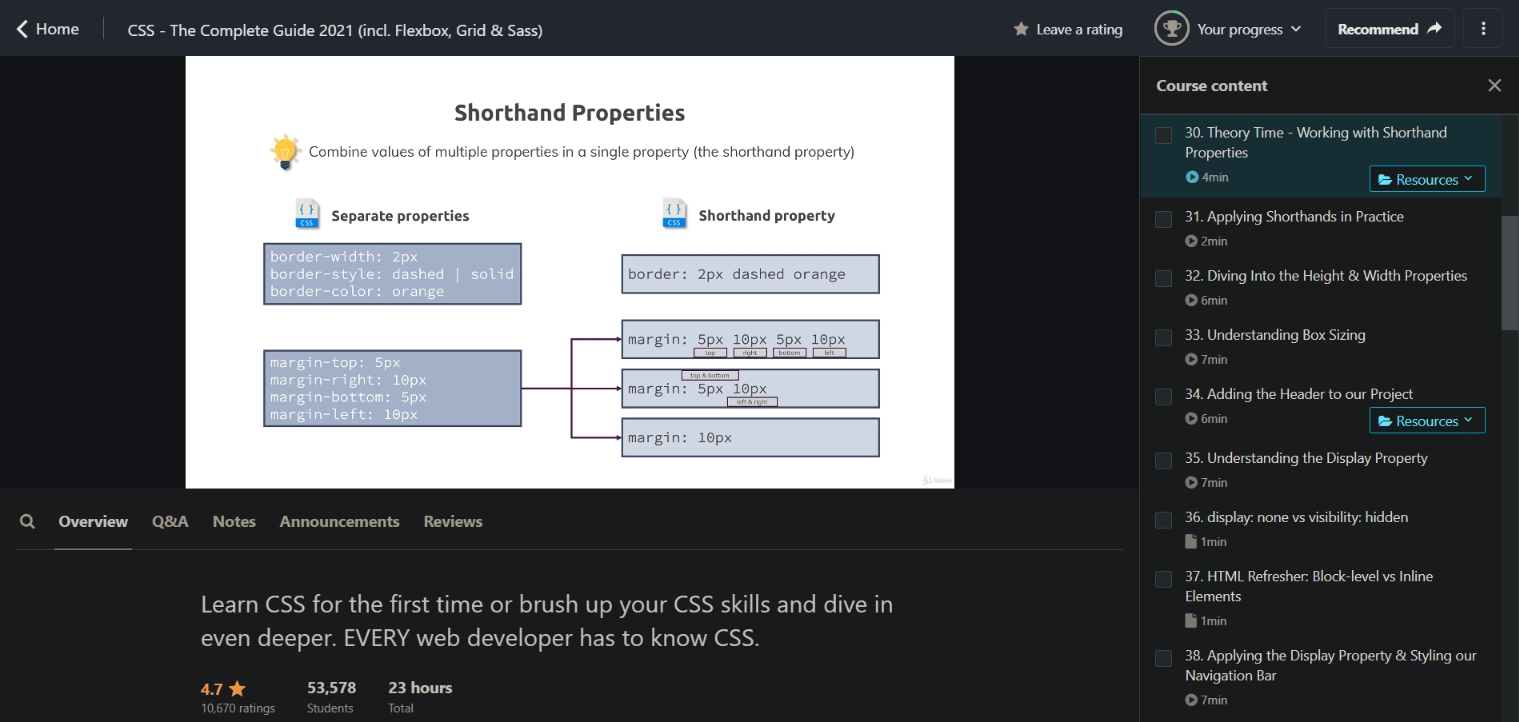 Home
CSS - The Complete Guide 2021 (incl. Flexbox, Grid & Sass)
Leave a rating
Your progress
Recommend
Shorthand Properties
Combine values of multiple properties in a single property (the shorthand property)
{ }
CSS
Separate properties
border-width: 2px
border-style: dashed | solid
border-color: orange
margin-top: 5px
margin-right: 10px
margin-bottom: 5px
margin-left: 10px
{ }
CSS
Shorthand property
border: 2px dashed orange
margin: 5px 10px 5px 10px
top right bottom left
top & bottom
margin: 5px 10px
left & right
margin: 10px
Course content
30. Theory Time - Working with Shorthand
Properties
4min
Resources
31. Applying Shorthands in Practice
2min
32. Diving Into the Height & Width Properties
6min
33. Understanding Box Sizing
7min
34. Adding the Header to our Project
6min
Resources
35. Understanding the Display Property
7min
36. display: none vs visibility: hidden
1min
37. HTML Refresher: Block-level vs Inline
Elements
1min
38. Applying the Display Property & Styling our
Navigation Bar
7min
Overview
Q&A
Notes
Announcements
Reviews
Learn CSS for the first time or brush up your CSS skills and dive in
even deeper. EVERY web developer has to know CSS.
4.7
10,670 ratings
53,578
Students
23 hours
Total